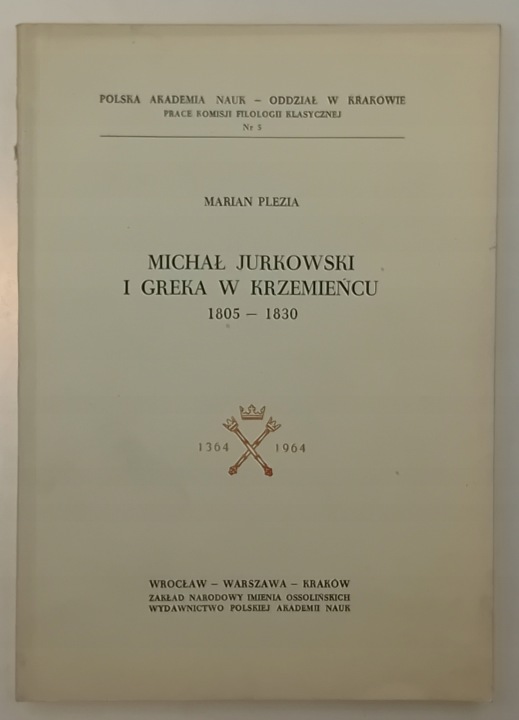 POLSKA AKADEMIA NAUK – ODDZIAŁ W KRAKOWIE
PRACE KOMISJI FILOLOGII KLASYCZNEJ
Nr 5
MARIAN PLEZIA
MICHAŁ JURKOWSKI
I GREKA W KRZEMIEŃCU
1805 – 1830
1364 1964
WROCŁAW – WARSZAWA – KRAKÓW
ZAKŁAD NARODOWY IMIENIA OSSOLIŃSKICH
WYDAWNICTWO POLSKIEJ AKADEMII NAUK